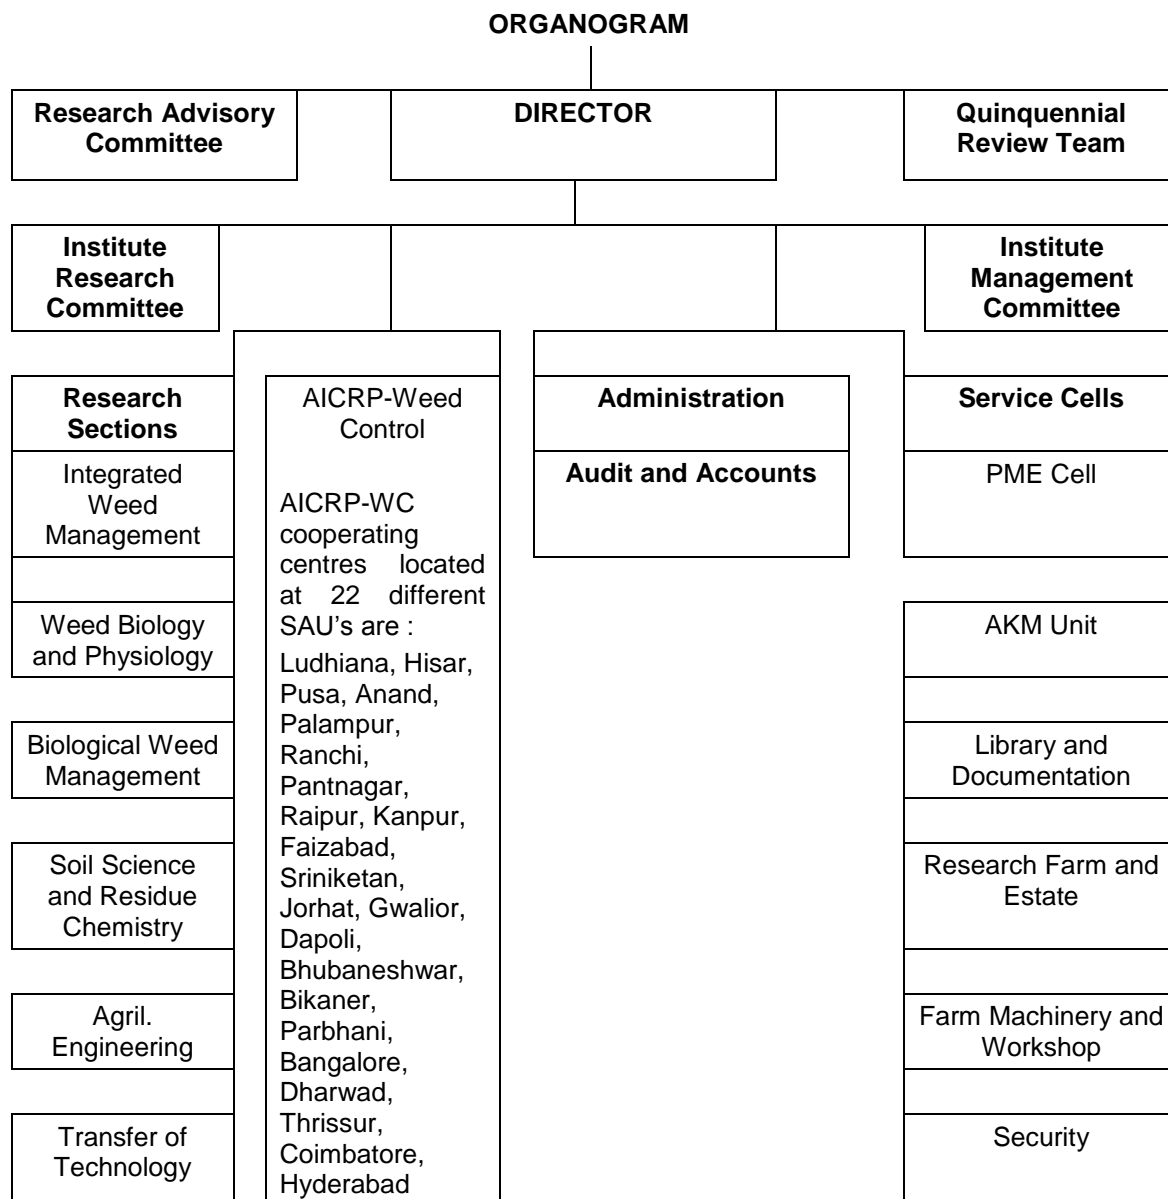 ORGANOGRAM
Research Advisory
Committee
DIRECTOR
Quinquennial
Review Team
Institute
Research
Committee
Institute
Management
Committee
Research
Sections
Integrated
Weed
Management
Weed Biology
and Physiology
Biological Weed
Management
Soil Science
and Residue
Chemistry
Agril.
Engineering
Transfer of
Technology
AICRP-Weed
Control
AICRP-WC
cooperating
centres located
at 22 different
SAU's are :
Ludhiana, Hisar,
Pusa, Anand,
Palampur,
Ranchi,
Pantnagar,
Raipur, Kanpur,
Faizabad,
Sriniketan,
Jorhat, Gwalior,
Dapoli,
Bhubaneshwar,
Bikaner,
Parbhani,
Bangalore,
Dharwad,
Thrissur,
Coimbatore,
Hyderabad
Administration
Audit and Accounts
Service Cells
PME Cell
AKM Unit
Library and
Documentation
Research Farm and
Estate
Farm Machinery and
Workshop
Security